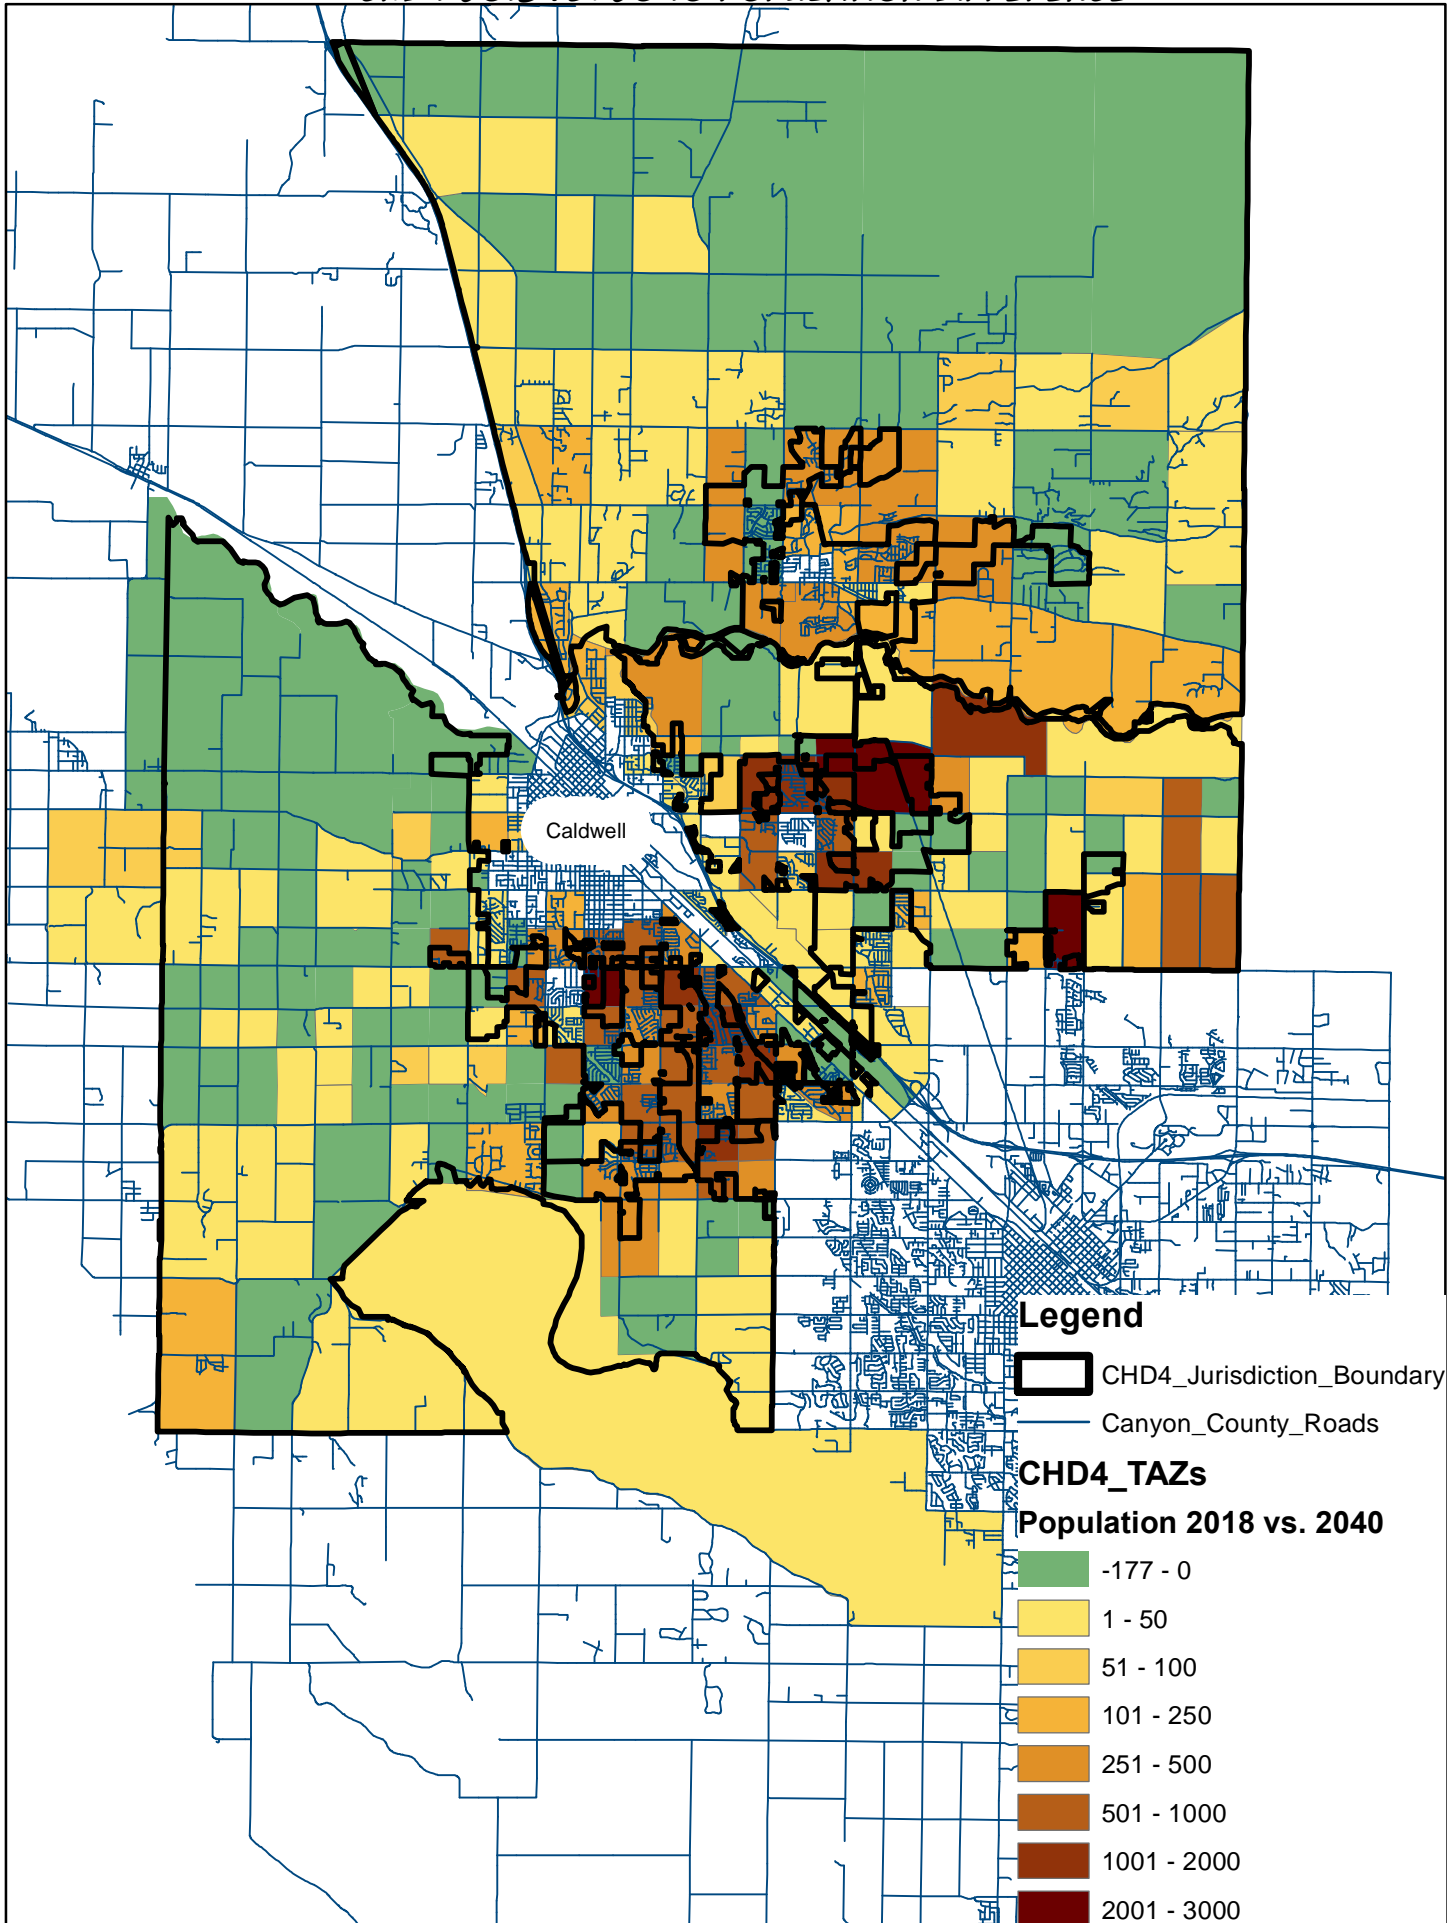 Caldwell
Legend
CHD4_Jurisdiction_Boundary
Canyon_County_Roads
CHD4_TAZs
Population 2018 vs. 2040
-177 - 0
1 - 50
51 - 100
101 - 250
251 - 500
501 - 1000
1001 - 2000
2001 - 3000